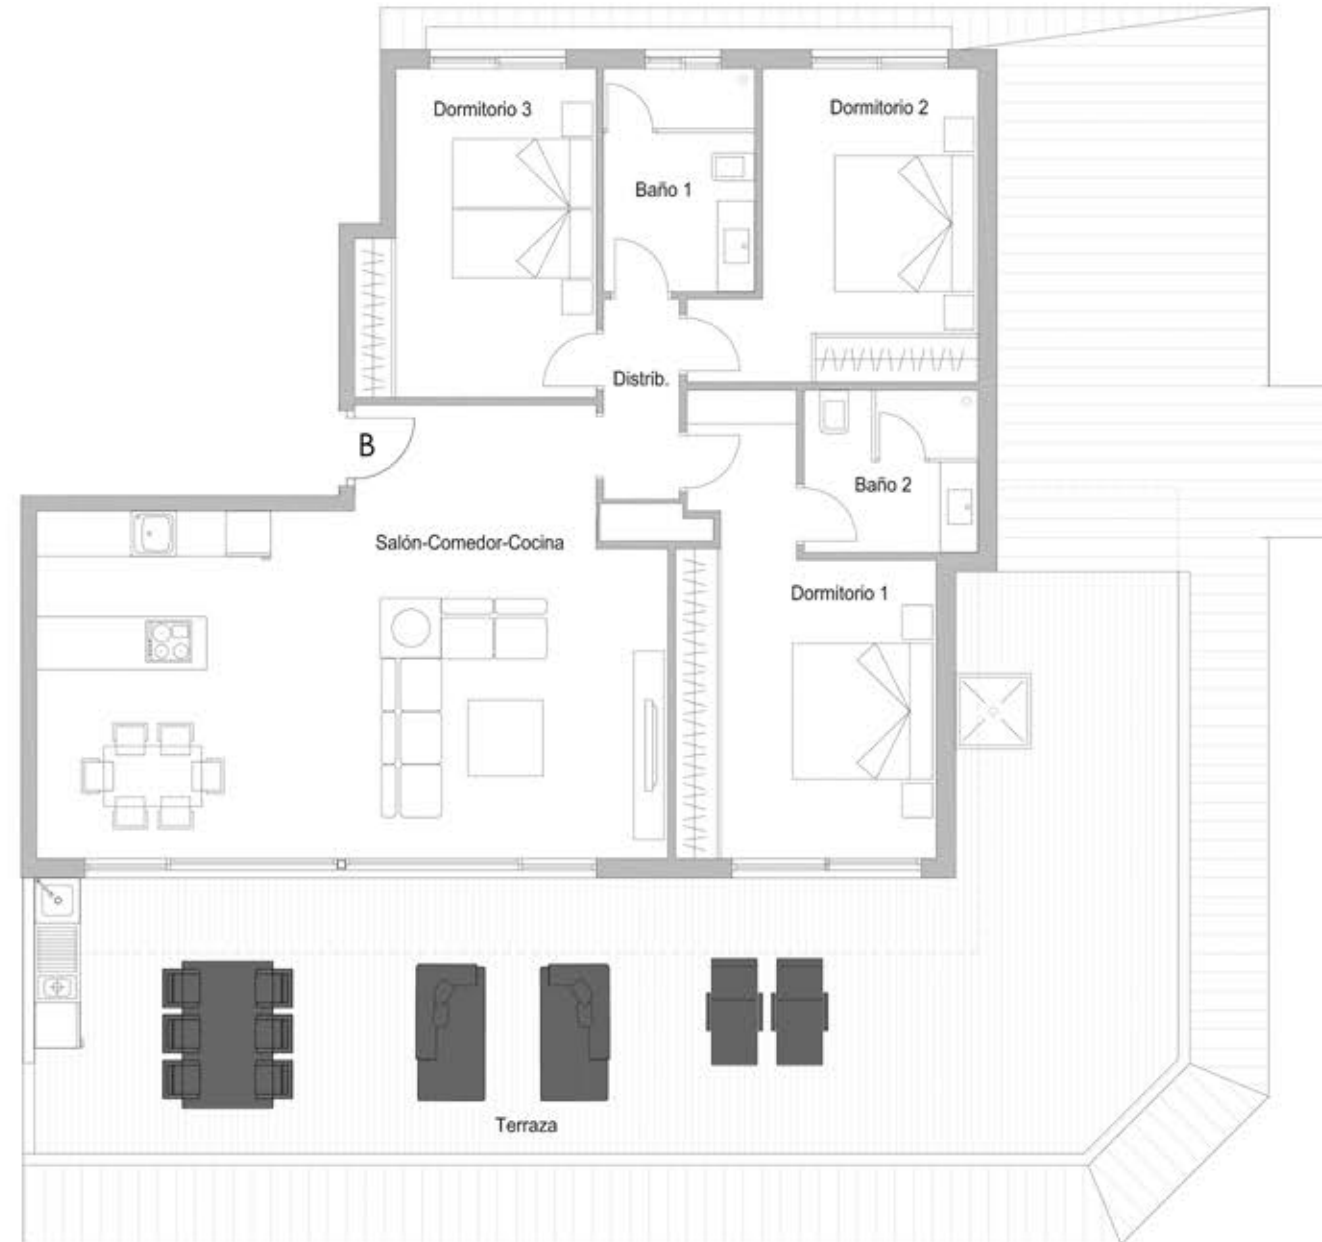 Dormitorio 3
Dormitorio 2
Baño 1
Distrib.
B
Baño 2
Salón-Comedor-Cocina
Dormitorio 1
Terraza